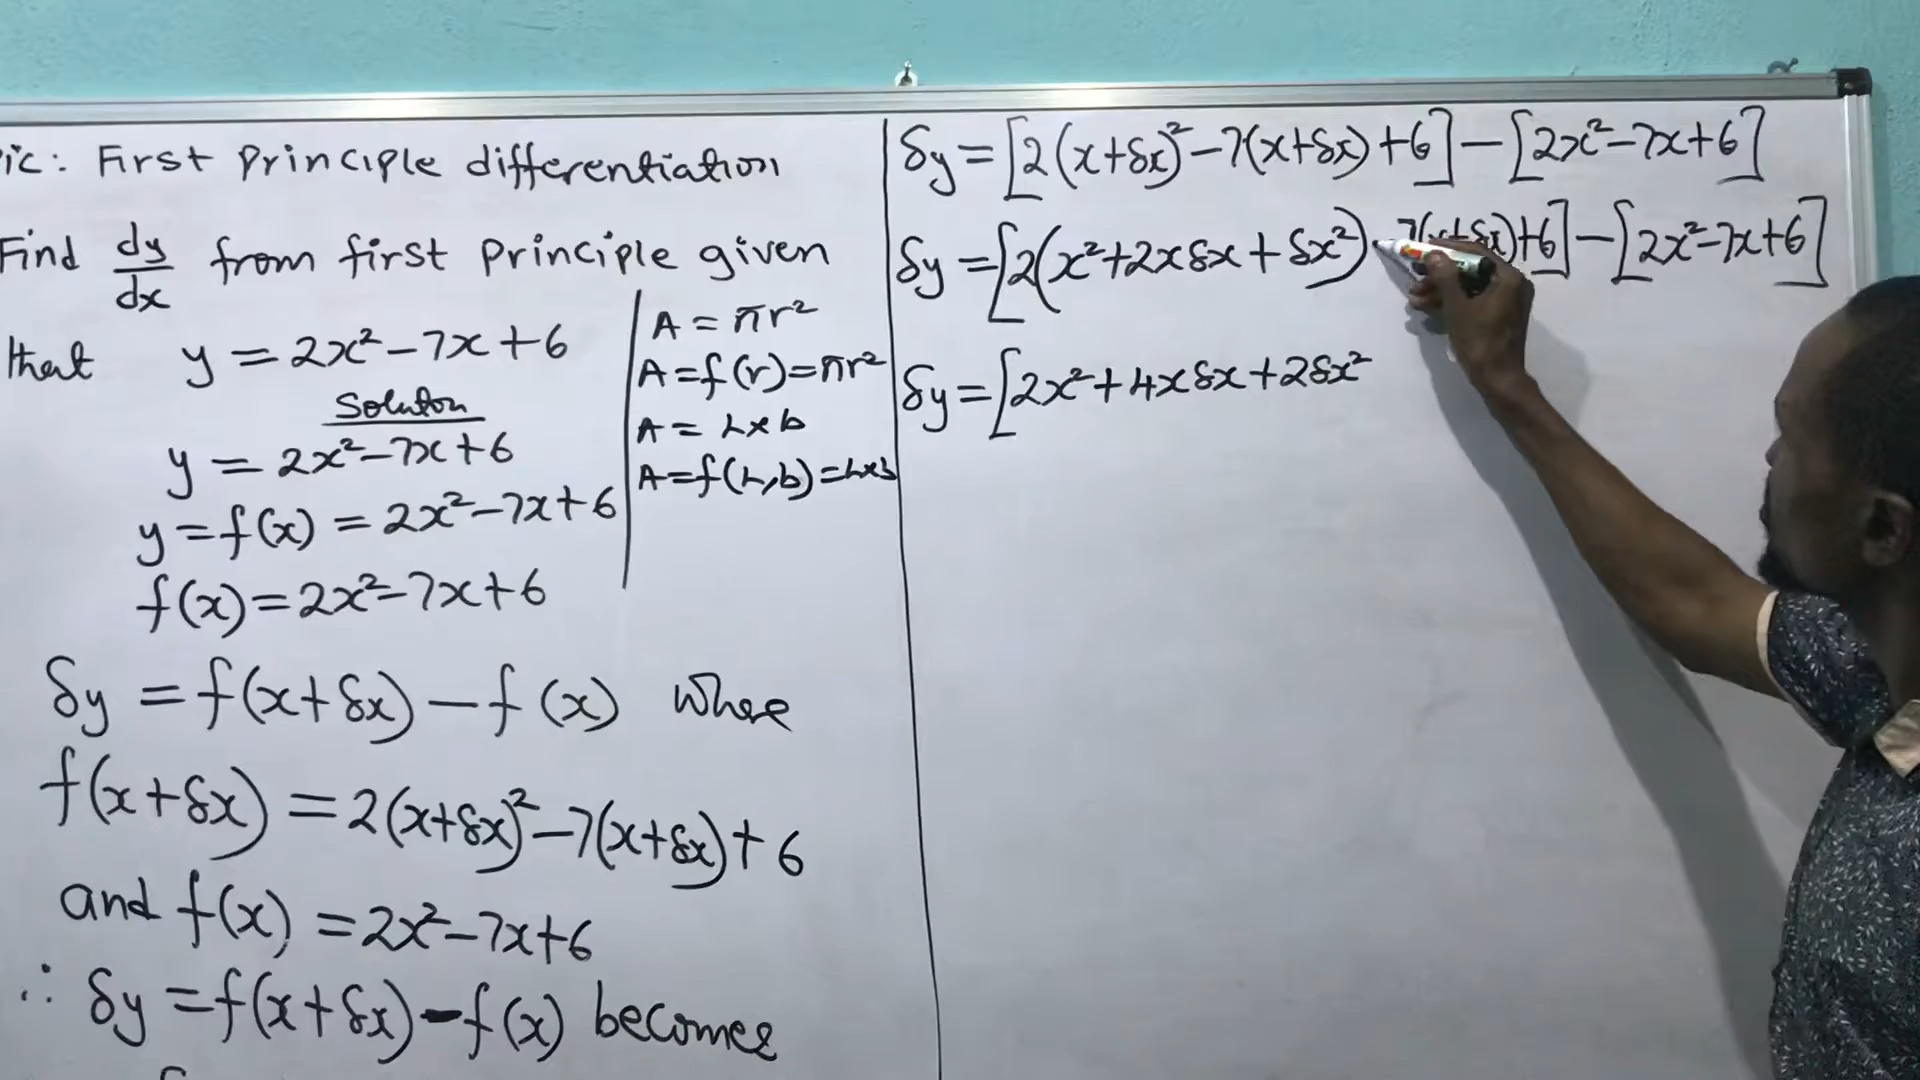 ic: First Principle differentiation
Find dy/dx from first Principle given
that y = 2x²-7x+6
Soluton
y = 2x²-7x+6
y = f(x) = 2x²-7x+6
f(x) = 2x²-7x+6
A = πr²
A = f(r) = πr²
A = L×b
A = f(L,b) = L×b
δy = f(x+δx) - f(x) where
f(x+δx) = 2(x+δx)²-7(x+δx)+6
and f(x) = 2x²-7x+6
∴ δy = f(x+δx) - f(x) becomes
δy = [2(x+δx)²-7(x+δx)+6] - [2x²-7x+6]
δy = [2(x²+2xδx+δx²) -7(x+δx)+6] - [2x²-7x+6]
δy = [2x²+4xδx+2δx²